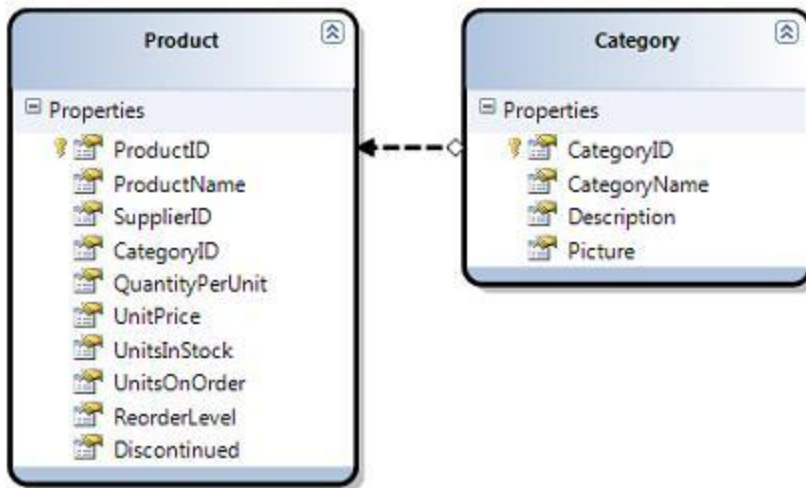 Product
Properties
ProductID
ProductName
SupplierID
CategoryID
QuantityPerUnit
UnitPrice
UnitsInStock
UnitsOnOrder
ReorderLevel
Discontinued
Category
Properties
CategoryID
CategoryName
Description
Picture